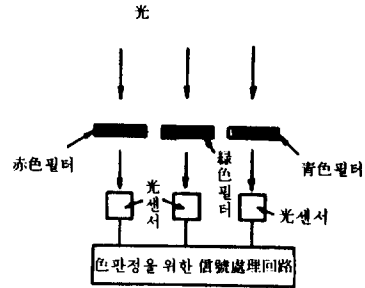 光
赤色필터
綠色필터
靑色필터
光센서
光센서
色판정을 위한 信號處理回路